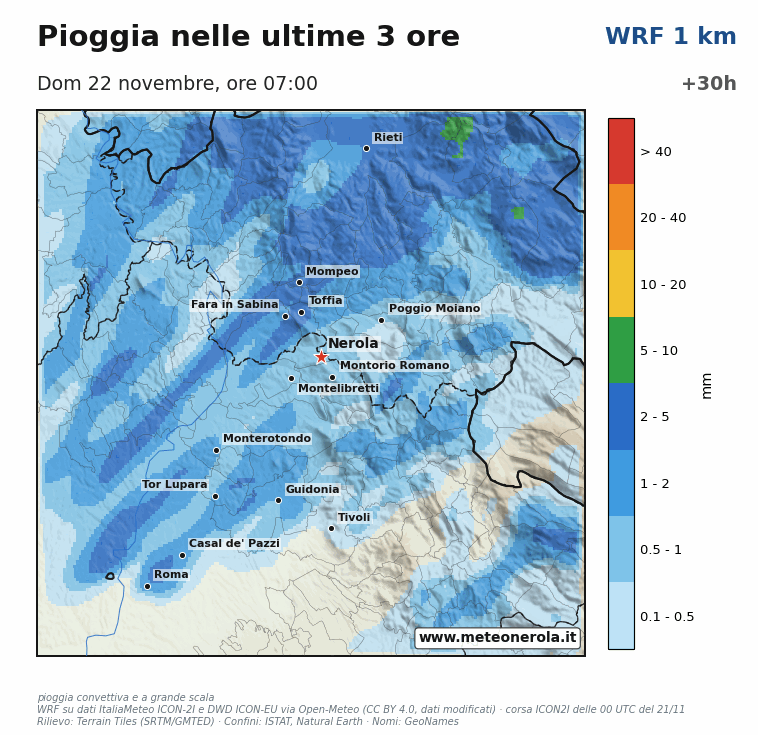 Pioggia nelle ultime 3 ore
WRF 1 km
Dom 22 novembre, ore 07:00
+30h
Rieti
Mompeo
Fara in Sabina
Toffia
Poggio Moiano
Nerola
Montorio Romano
Montelibretti
Monterotondo
Tor Lupara
Guidonia
Tivoli
Casal de' Pazzi
Roma
www.meteonerola.it
> 40
20 - 40
10 - 20
5 - 10
2 - 5
1 - 2
0.5 - 1
0.1 - 0.5
mm
pioggia convettiva e a grande scala
WRF su dati ItaliaMeteo ICON-2I e DWD ICON-EU via Open-Meteo (CC BY 4.0, dati modificati) · corsa ICON2I delle 00 UTC del 21/11
Rilievo: Terrain Tiles (SRTM/GMTED) · Confini: ISTAT, Natural Earth · Nomi: GeoNames